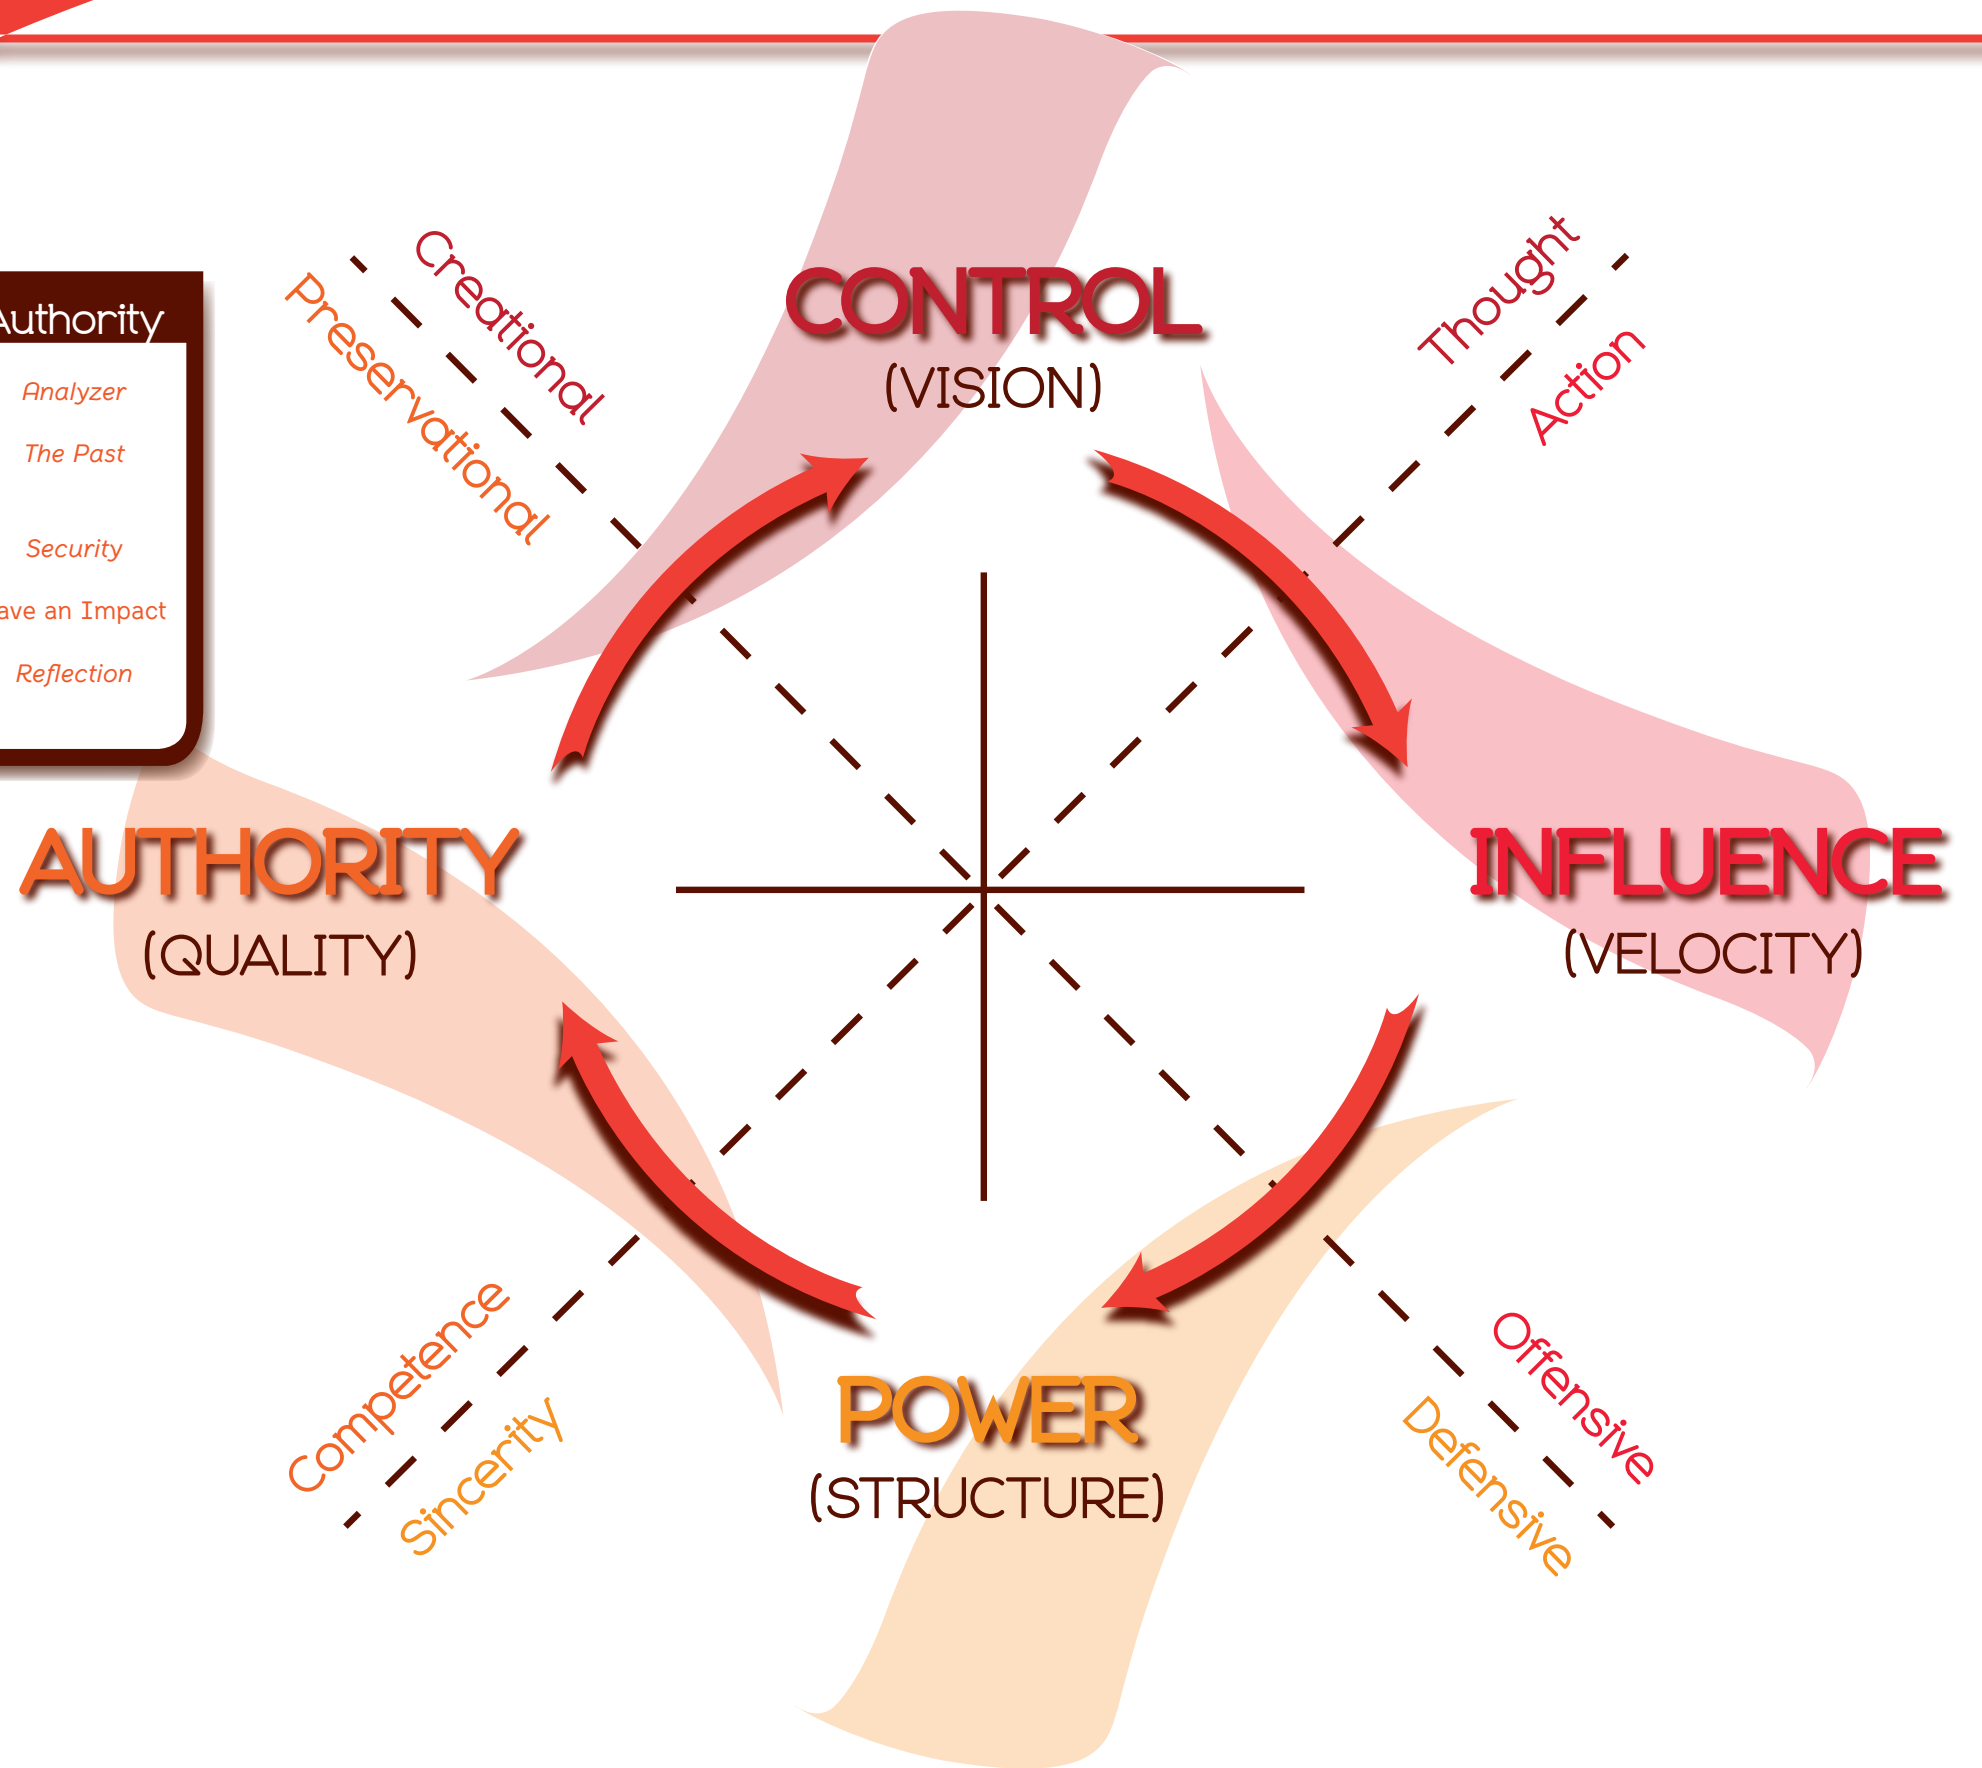 CONTROL
(VISION)
Creational
Preservational
Thought
Action
Authority
Analyzer
The Past
Security
ave an Impact
Reflection
AUTHORITY
(QUALITY)
INFLUENCE
(VELOCITY)
POWER
(STRUCTURE)
Competence
Sincerity
Offensive
Defensive